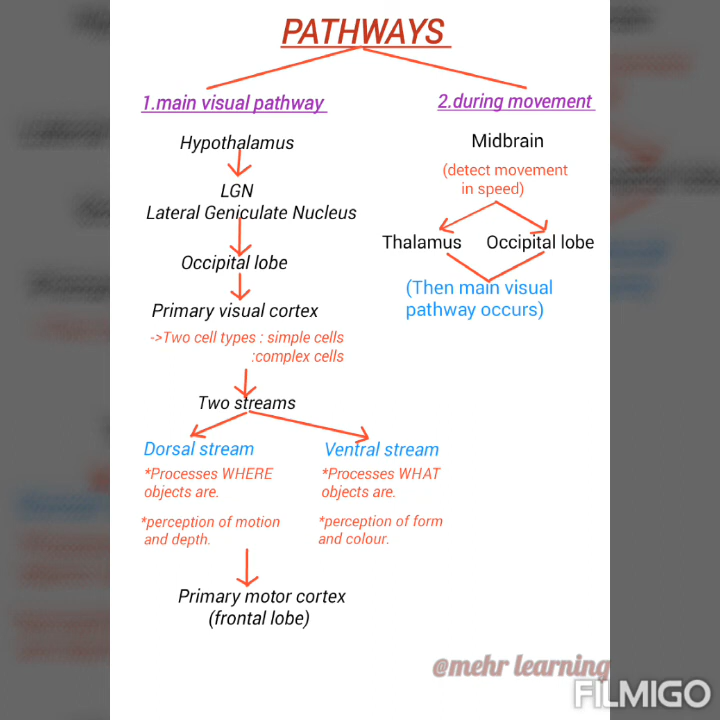 PATHWAYS
1.main visual pathway
Hypothalamus
LGN
Lateral Geniculate Nucleus
Occipital lobe
Primary visual cortex
->Two cell types : simple cells
:complex cells
Two streams
Dorsal stream
*Processes WHERE
objects are.
*perception of motion
and depth.
Ventral stream
*Processes WHAT
objects are.
*perception of form
and colour.
Primary motor cortex
(frontal lobe)
2.during movement
Midbrain
(detect movement
in speed)
Thalamus
Occipital lobe
(Then main visual
pathway occurs)
@mehr learning
FILMIGO